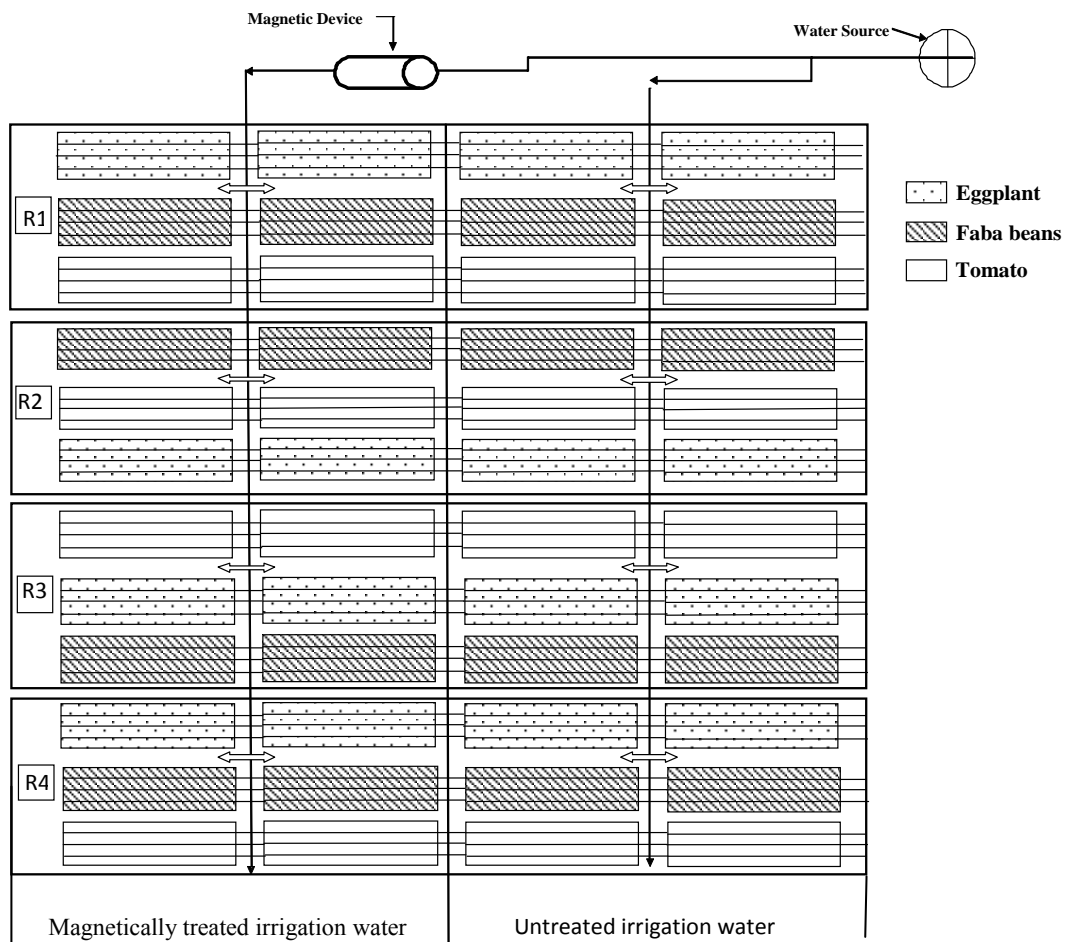 Magnetic Device
Water Source
R1
Eggplant
Faba beans
Tomato
R2
R3
R4
Magnetically treated irrigation water
Untreated irrigation water